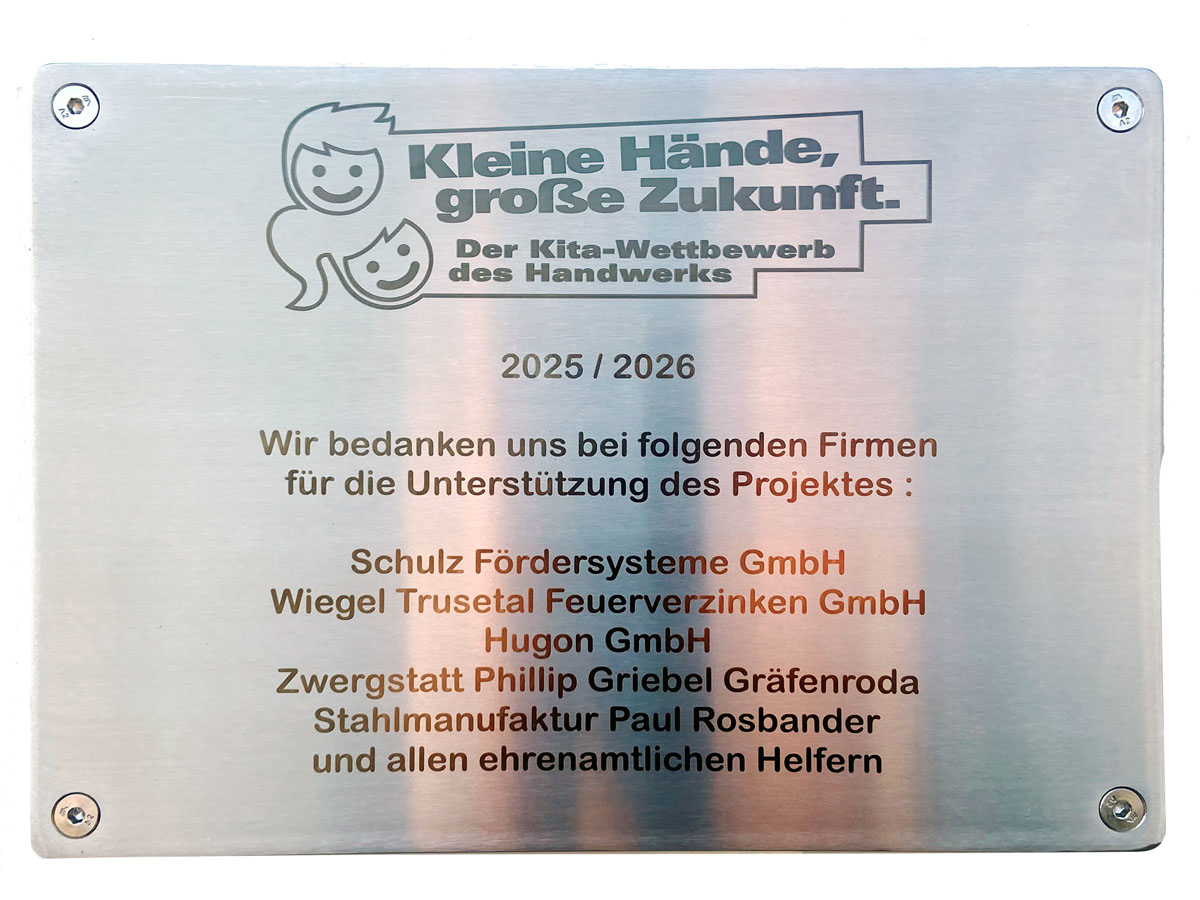 Kleine Hände,
große Zukunft.
Der Kita-Wettbewerb
des Handwerks
2025 / 2026
Wir bedanken uns bei folgenden Firmen
für die Unterstützung des Projektes :
Schulz Fördersysteme GmbH
Wiegel Trusetal Feuerverzinken GmbH
Hugon GmbH
Zwergstatt Phillip Griebel Gräfenroda
Stahlmanufaktur Paul Rosbander
und allen ehrenamtlichen Helfern